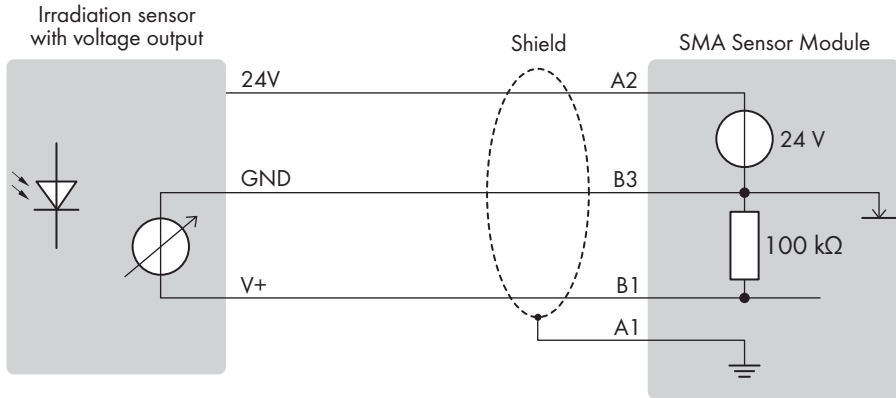 Irradiation sensor
with voltage output
Shield
SMA Sensor Module
24V
A2
24 V
GND
B3
100 kΩ
V+
B1
A1